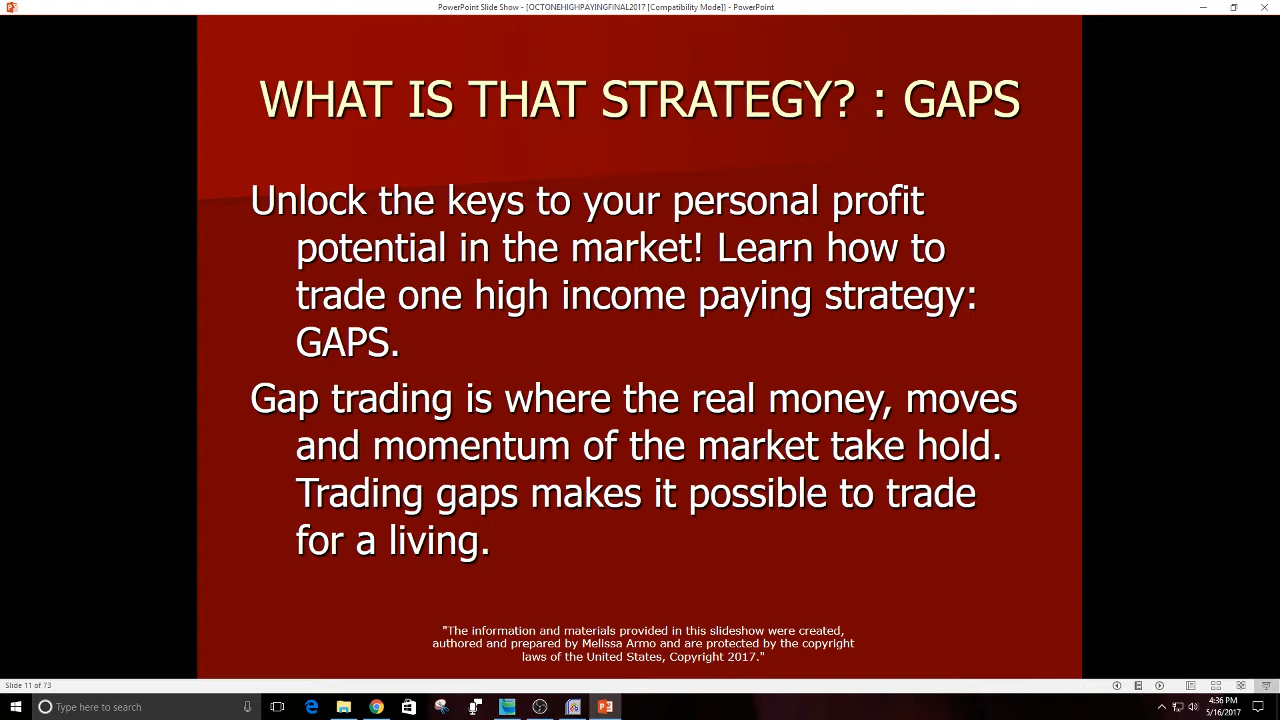 PowerPoint Slide Show - [OCTONEHIGHPAYINGFINAL2017 [Compatibility Mode]] - PowerPoint
WHAT IS THAT STRATEGY? : GAPS
Unlock the keys to your personal profit
potential in the market! Learn how to
trade one high income paying strategy:
GAPS.
Gap trading is where the real money, moves
and momentum of the market take hold.
Trading gaps makes it possible to trade
for a living.
"The information and materials provided in this slideshow were created,
authored and prepared by Melissa Armo and are protected by the copyright
laws of the United States, Copyright 2017."
Slide 11 of 73
Type here to search
4:36 PM
5/16/2017